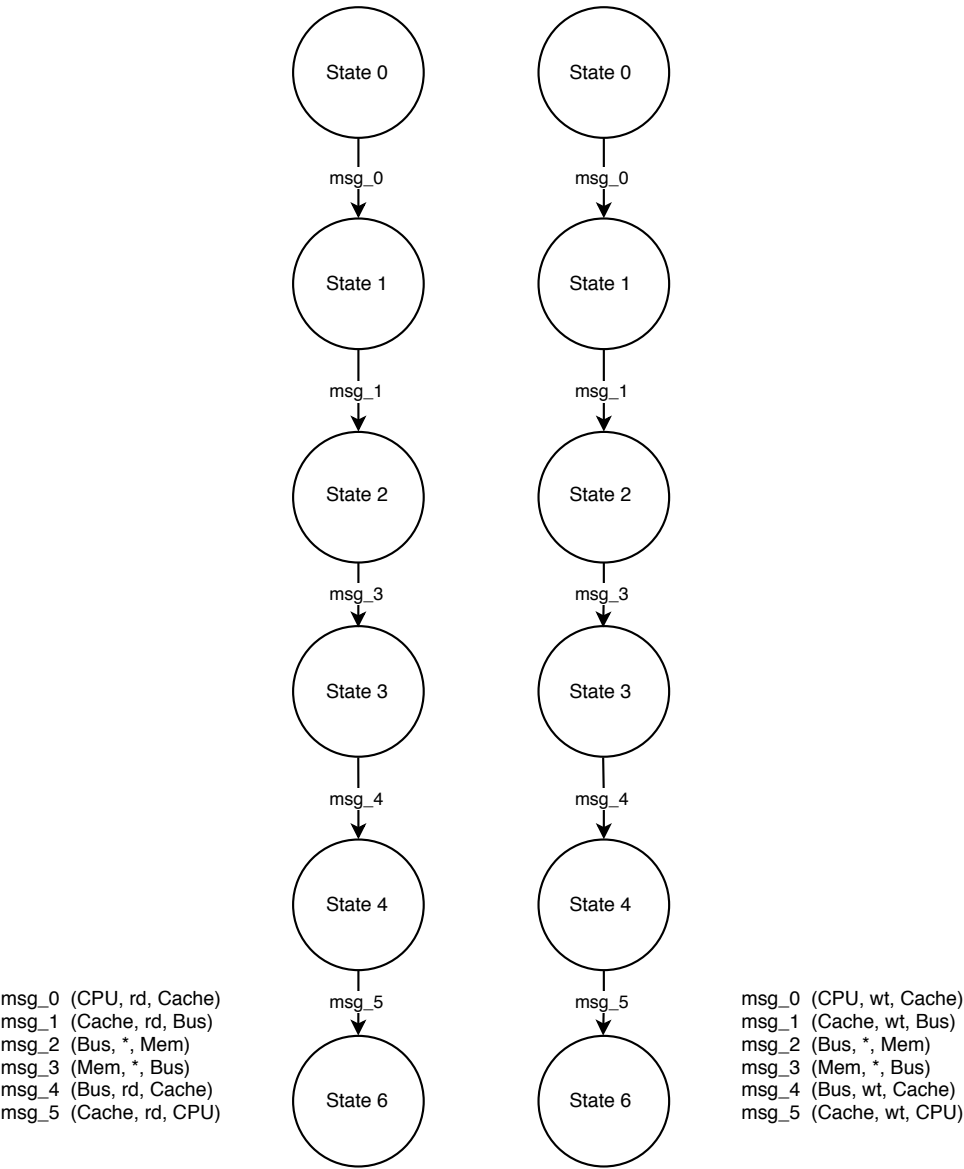 State 0
State 0
msg_0
msg_0
State 1
State 1
msg_1
msg_1
State 2
State 2
msg_3
msg_3
State 3
State 3
msg_4
msg_4
State 4
State 4
msg_5
msg_5
State 6
State 6
msg_0 (CPU, rd, Cache)
msg_1 (Cache, rd, Bus)
msg_2 (Bus, *, Mem)
msg_3 (Mem, *, Bus)
msg_4 (Bus, rd, Cache)
msg_5 (Cache, rd, CPU)
msg_0 (CPU, wt, Cache)
msg_1 (Cache, wt, Bus)
msg_2 (Bus, *, Mem)
msg_3 (Mem, *, Bus)
msg_4 (Bus, wt, Cache)
msg_5 (Cache, wt, CPU)